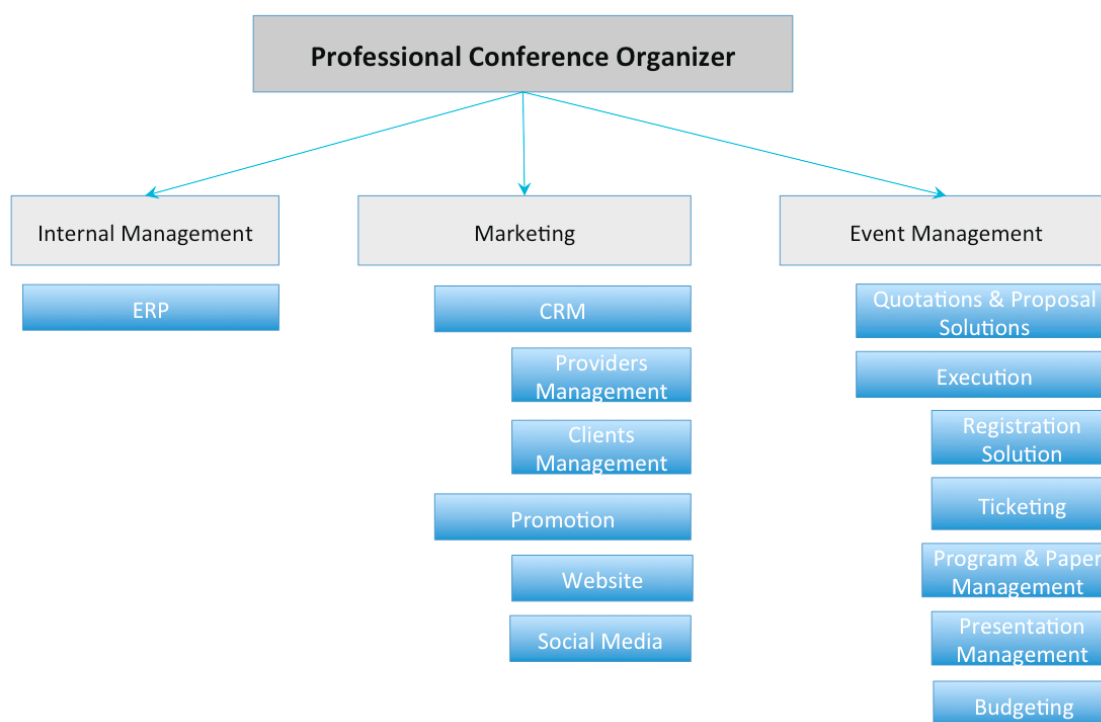 Professional Conference Organizer
Internal Management
ERP
Marketing
CRM
Providers
Management
Clients
Management
Promotion
Website
Social Media
Event Management
Quotations & Proposal
Solutions
Execution
Registration
Solution
Ticketing
Program & Paper
Management
Presentation
Management
Budgeting